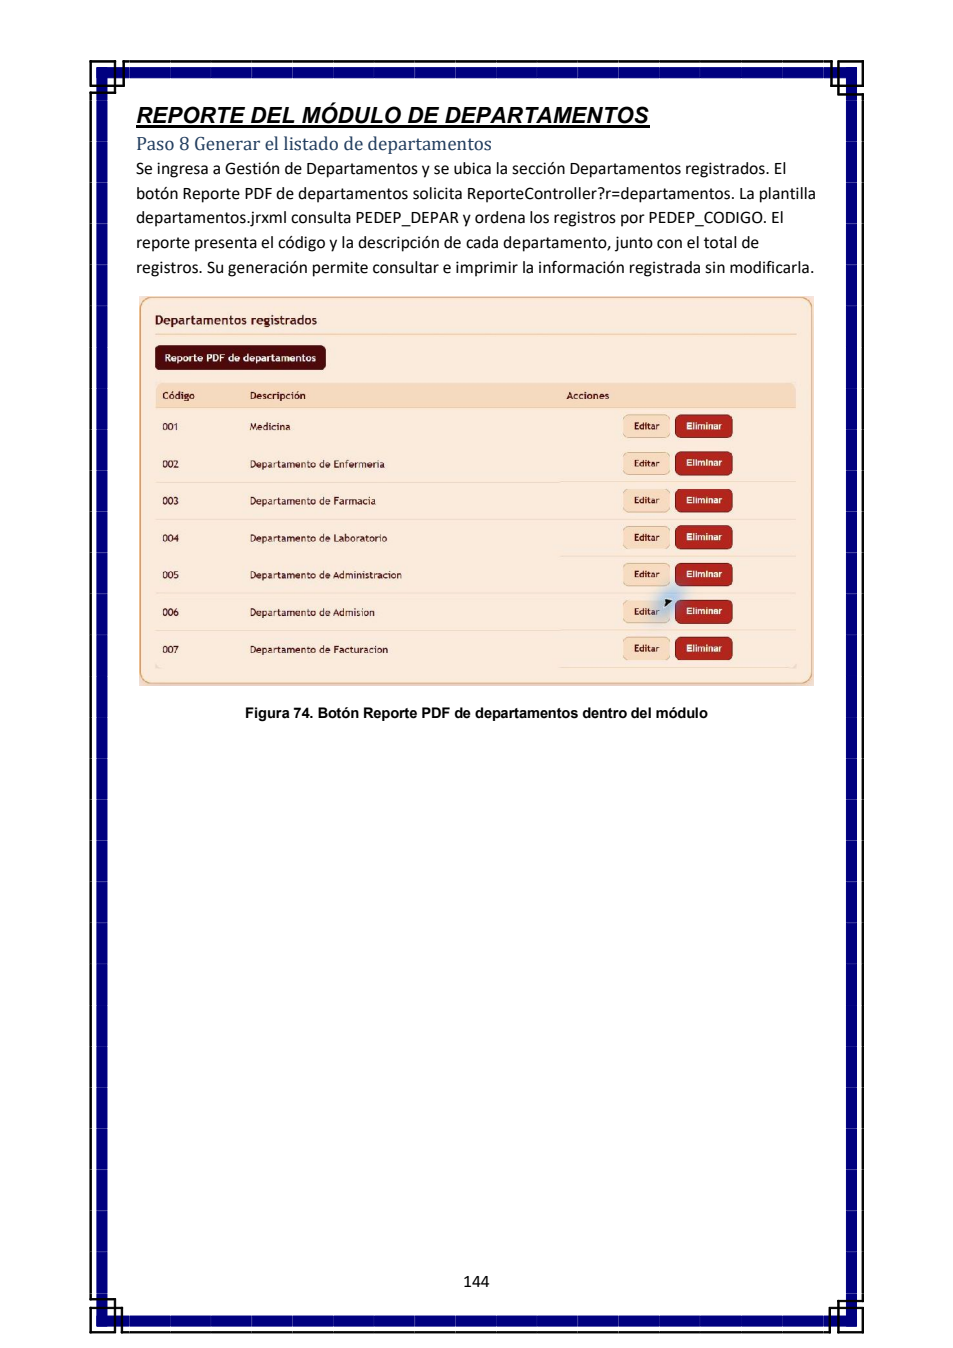 REPORTE DEL MÓDULO DE DEPARTAMENTOS
Paso 8 Generar el listado de departamentos
Se ingresa a Gestión de Departamentos y se ubica la sección Departamentos registrados. El
botón Reporte PDF de departamentos solicita ReporteController?r=departamentos. La plantilla
departamentos.jrxml consulta PEDEP_DEPAR y ordena los registros por PEDEP_CODIGO. El
reporte presenta el código y la descripción de cada departamento, junto con el total de
registros. Su generación permite consultar e imprimir la información registrada sin modificarla.
Departamentos registrados
Reporte PDF de departamentos
Código Descripción Acciones
001 Medicina Editar Eliminar
002 Departamento de Enfermeria Editar Eliminar
003 Departamento de Farmacia Editar Eliminar
004 Departamento de Laboratorio Editar Eliminar
005 Departamento de Administracion Editar Eliminar
006 Departamento de Admision Editar Eliminar
007 Departamento de Facturacion Editar Eliminar
Figura 74. Botón Reporte PDF de departamentos dentro del módulo
144